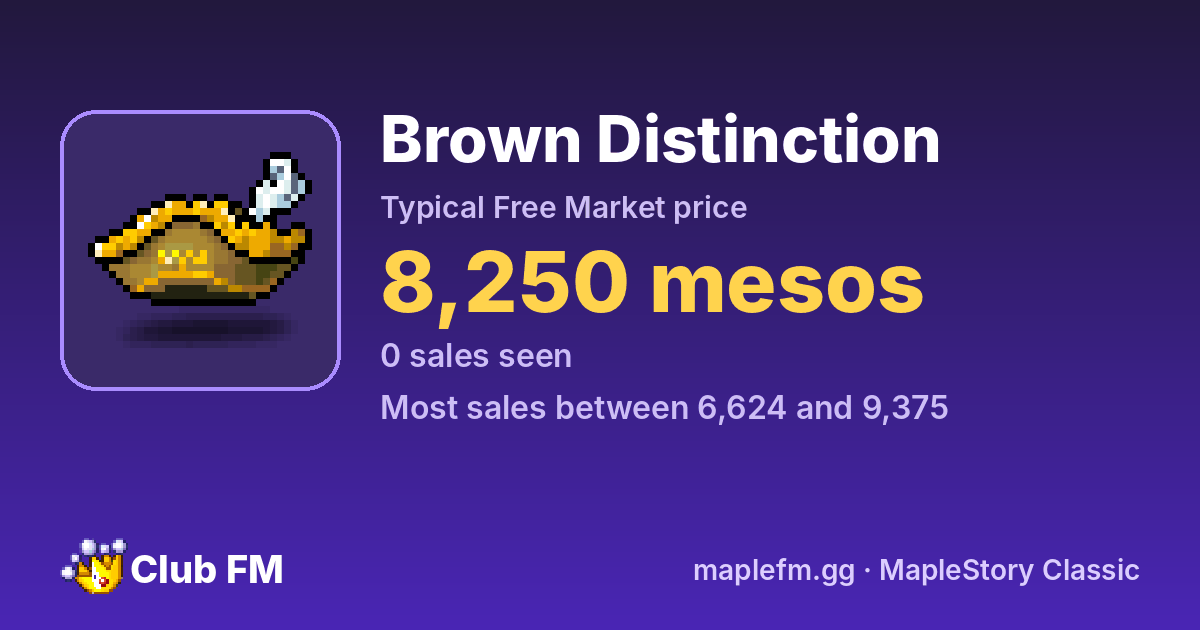 Brown Distinction
Typical Free Market price
8,250 mesos
0 sales seen
Most sales between 6,624 and 9,375
Club FM
maplefm.gg · MapleStory Classic